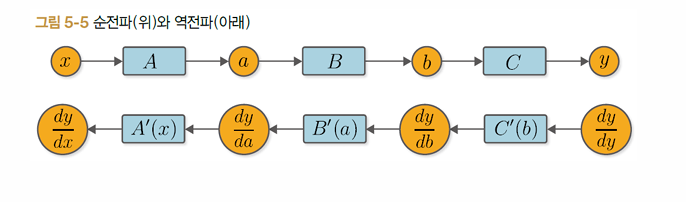 그림 5-5 순전파(위)와 역전파(아래)
x A a B b C y
dy/dx A′(x) dy/da B′(a) dy/db C′(b) dy/dy